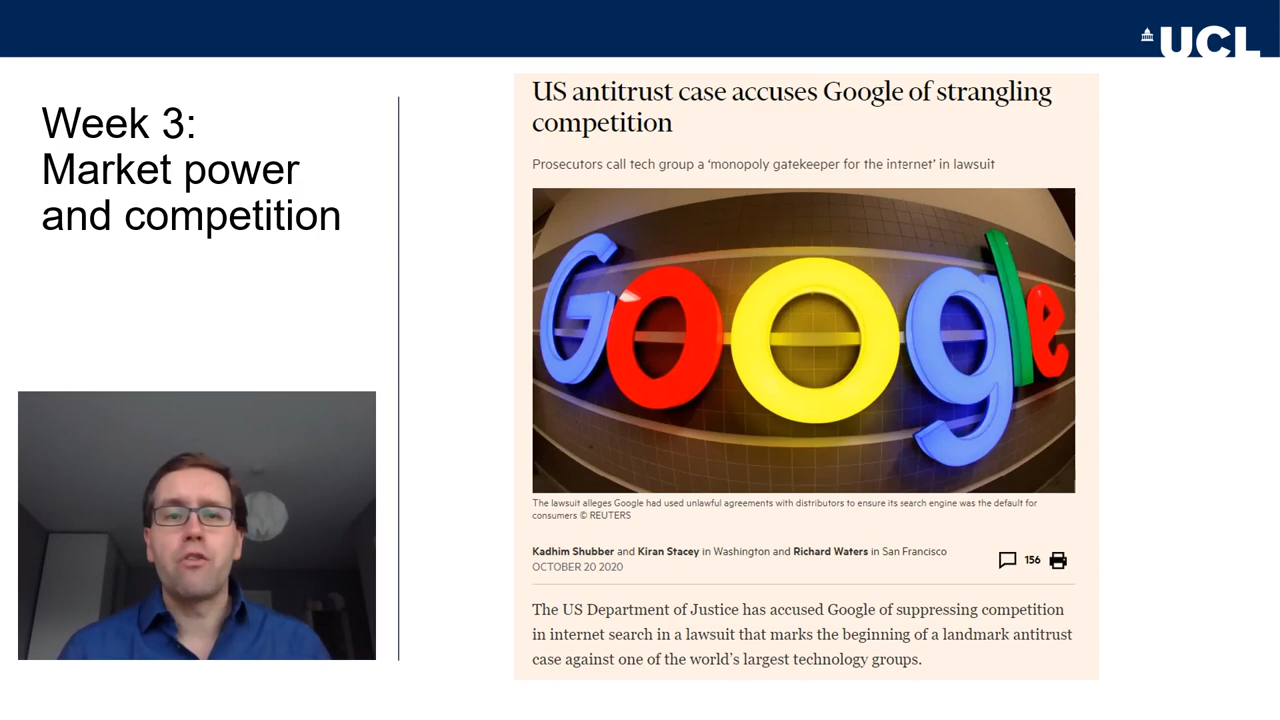 UCL
Week 3:
Market power
and competition
US antitrust case accuses Google of strangling
competition
Prosecutors call tech group a ‘monopoly gatekeeper for the internet’ in lawsuit
Google
The lawsuit alleges Google had used unlawful agreements with distributors to ensure its search engine was the default for
consumers © REUTERS
Kadhim Shubber and Kiran Stacey in Washington and Richard Waters in San Francisco
OCTOBER 20 2020
156
The US Department of Justice has accused Google of suppressing competition
in internet search in a lawsuit that marks the beginning of a landmark antitrust
case against one of the world’s largest technology groups.